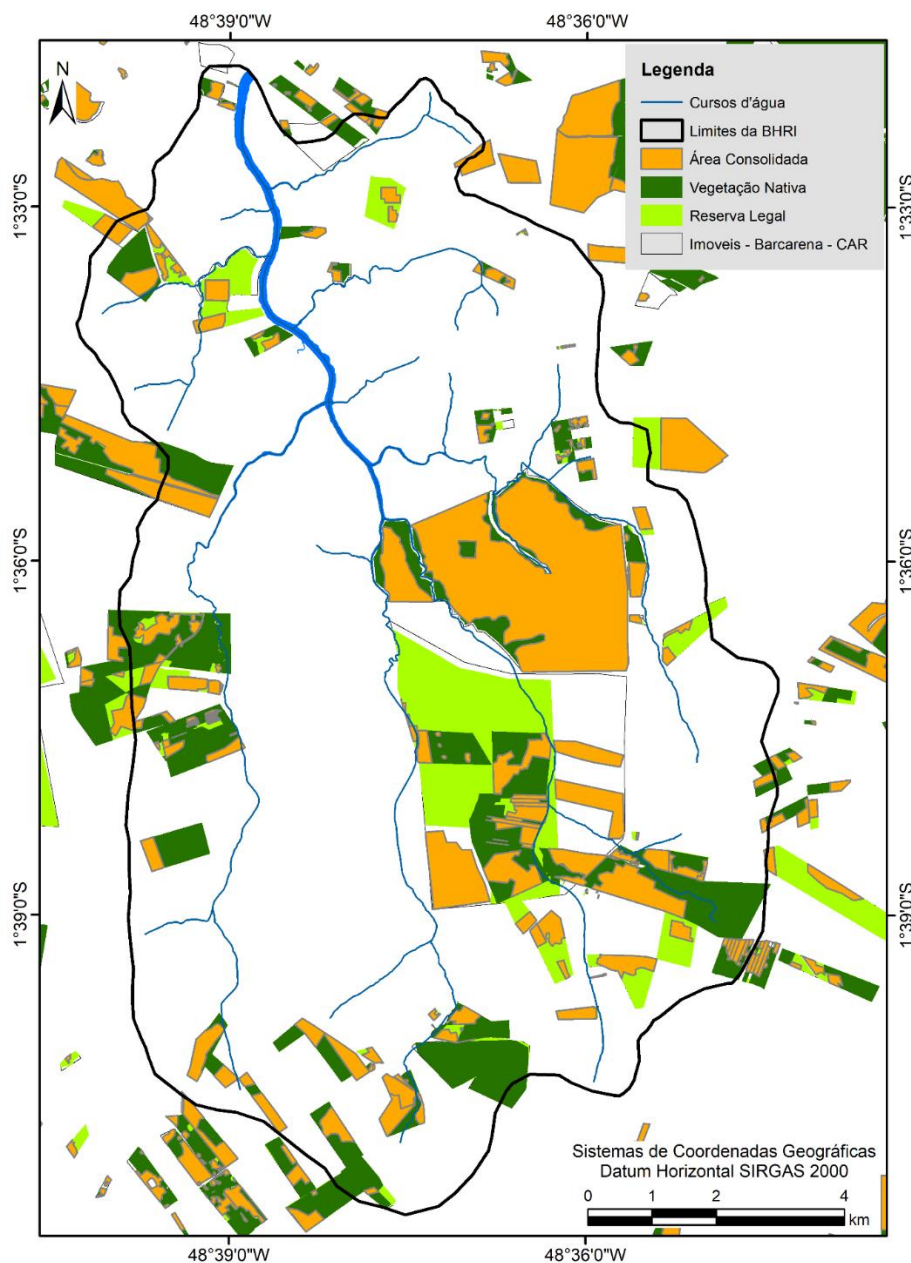 48°39'0"W 48°36'0"W
N
Legenda
Cursos d'água
Limites da BHRI
Área Consolidada
Vegetação Nativa
Reserva Legal
Imoveis - Barcarena - CAR
1°33'0"S 1°33'0"S
1°36'0"S 1°36'0"S
1°39'0"S 1°39'0"S
Sistemas de Coordenadas Geográficas
Datum Horizontal SIRGAS 2000
0 1 2 4
km
48°39'0"W 48°36'0"W